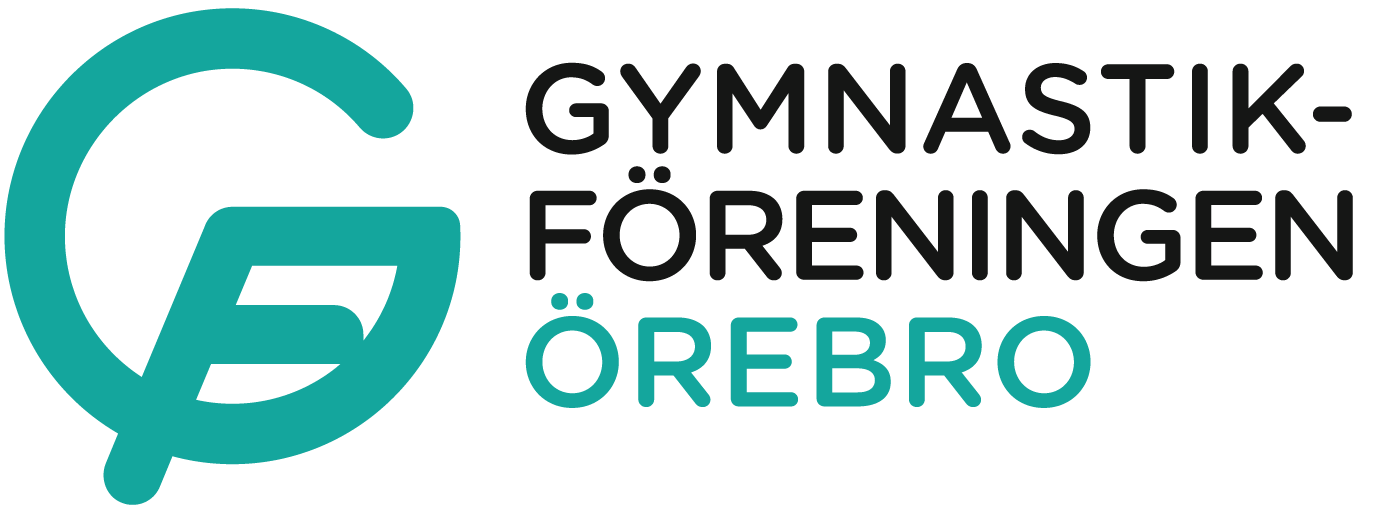 GYMNASTIK-
FÖRENINGEN
ÖREBRO